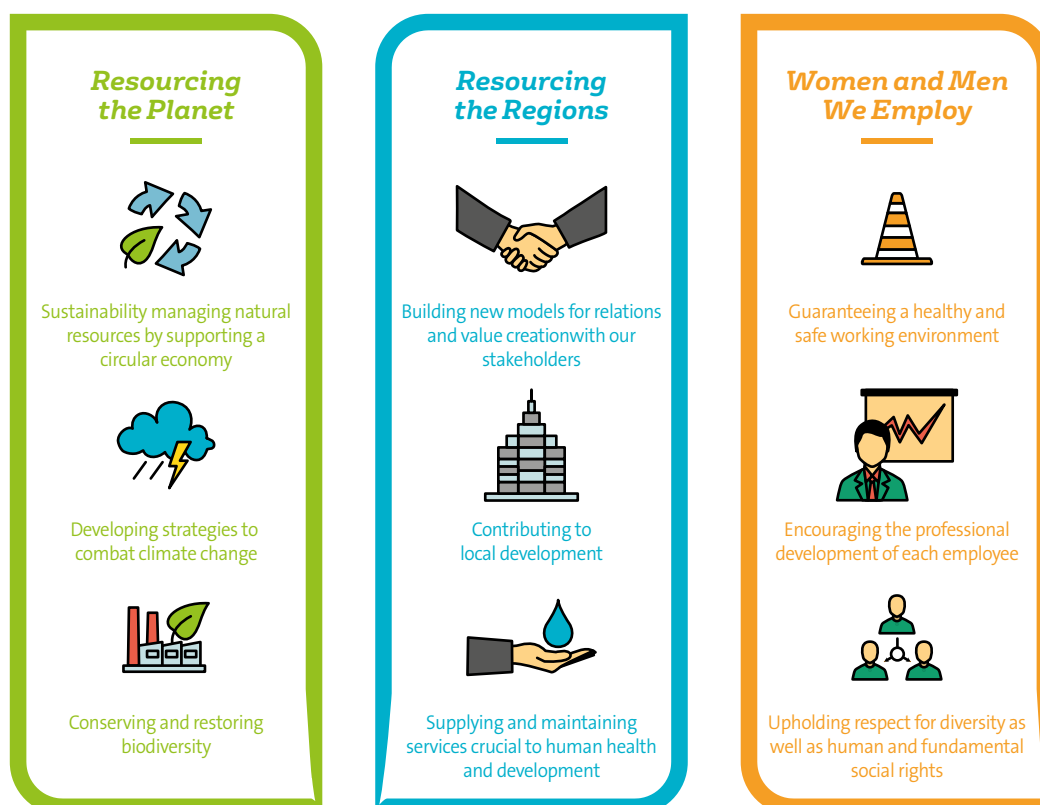 Resourcing
the Planet
Sustainability managing natural
resources by supporting a
circular economy
Developing strategies to
combat climate change
Conserving and restoring
biodiversity
Resourcing
the Regions
Building new models for relations
and value creationwith our
stakeholders
Contributing to
local development
Supplying and maintaining
services crucial to human health
and development
Women and Men
We Employ
Guaranteeing a healthy and
safe working environment
Encouraging the professional
development of each employee
Upholding respect for diversity as
well as human and fundamental
social rights